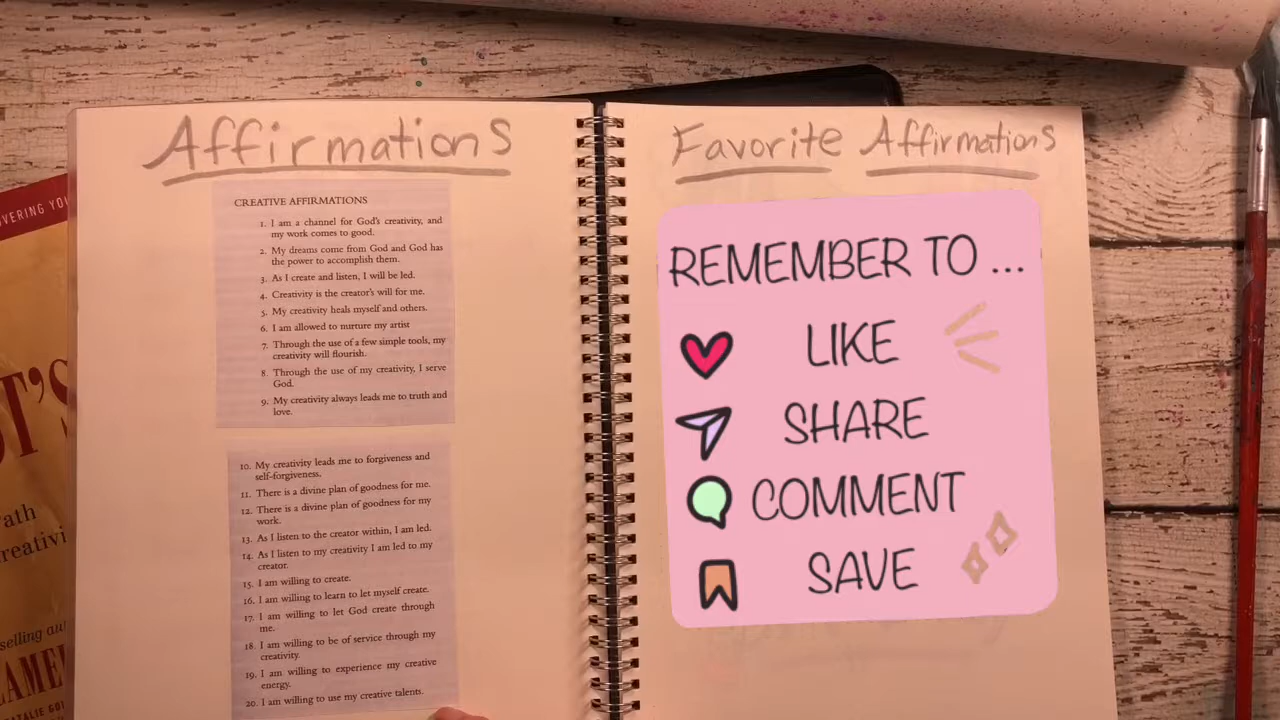 Affirmations
CREATIVE AFFIRMATIONS
1. I am a channel for God's creativity, and
my work comes to good.
2. My dreams come from God and God has
the power to accomplish them.
3. As I create and listen, I will be led.
4. Creativity is the creator's will for me.
5. My creativity heals myself and others.
6. I am allowed to nurture my artist
7. Through the use of a few simple tools, my
creativity will flourish.
8. Through the use of my creativity, I serve
God.
9. My creativity always leads me to truth and
love.
10. My creativity leads me to forgiveness and
self-forgiveness.
11. There is a divine plan of goodness for me.
12. There is a divine plan of goodness for my
work.
13. As I listen to the creator within, I am led.
14. As I listen to my creativity I am led to my
creator.
15. I am willing to create.
16. I am willing to learn to let myself create.
17. I am willing to let God create through
me.
18. I am willing to be of service through my
creativity.
19. I am willing to experience my creative
energy.
20. I am willing to use my creative talents.
Favorite Affirmations
REMEMBER TO ...
LIKE
SHARE
COMMENT
SAVE
VERING YOU
T'S
ath
reativi
selling au
AME
ATALIE GOL